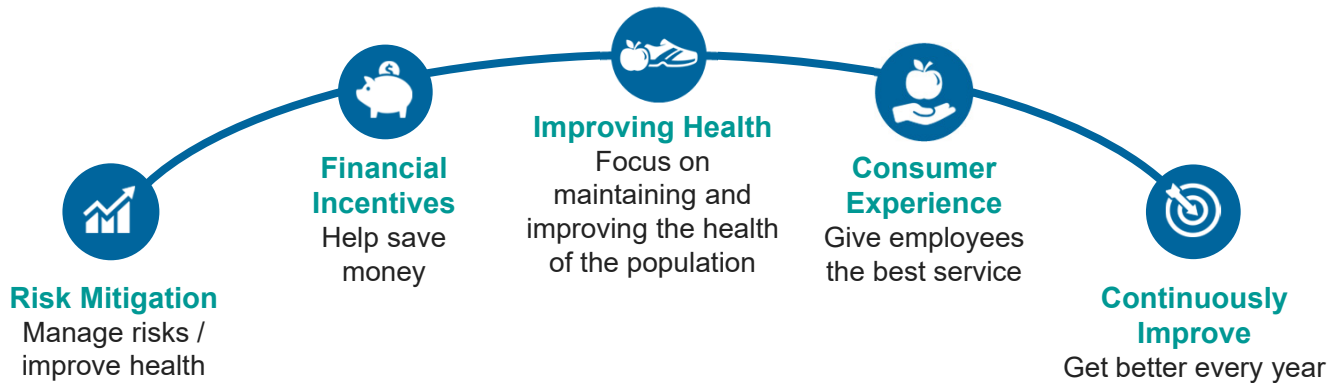 Risk Mitigation
Manage risks /
improve health
Financial
Incentives
Help save
money
Improving Health
Focus on
maintaining and
improving the health
of the population
Consumer
Experience
Give employees
the best service
Continuously
Improve
Get better every year